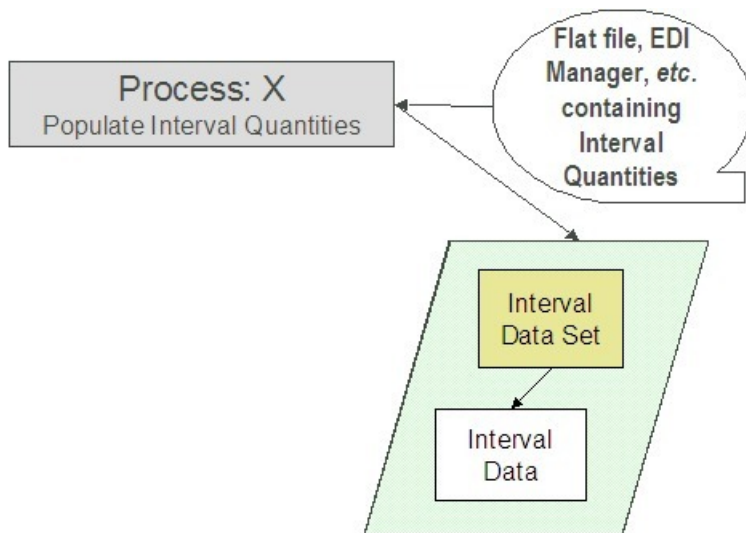 Process: X
Populate Interval Quantities
Flat file, EDI
Manager, etc.
containing
Interval
Quantities
Interval
Data Set
Interval
Data